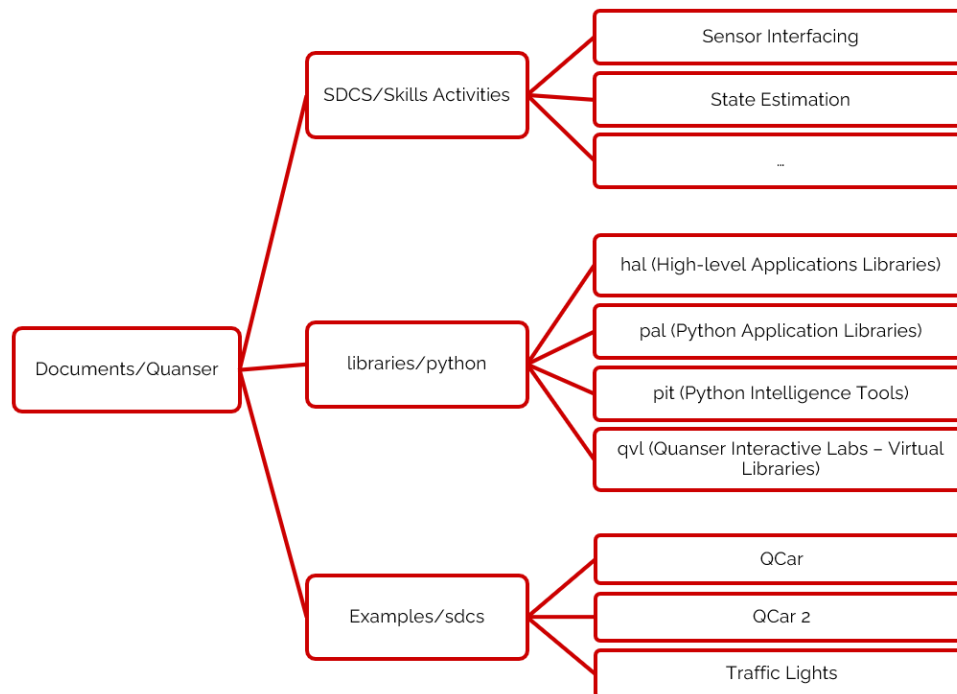 Sensor Interfacing
SDCS/Skills Activities
State Estimation
...
hal (High-level Applications Libraries)
pal (Python Application Libraries)
Documents/Quanser
libraries/python
pit (Python Intelligence Tools)
qvl (Quanser Interactive Labs – Virtual
Libraries)
QCar
Examples/sdcs
QCar 2
Traffic Lights